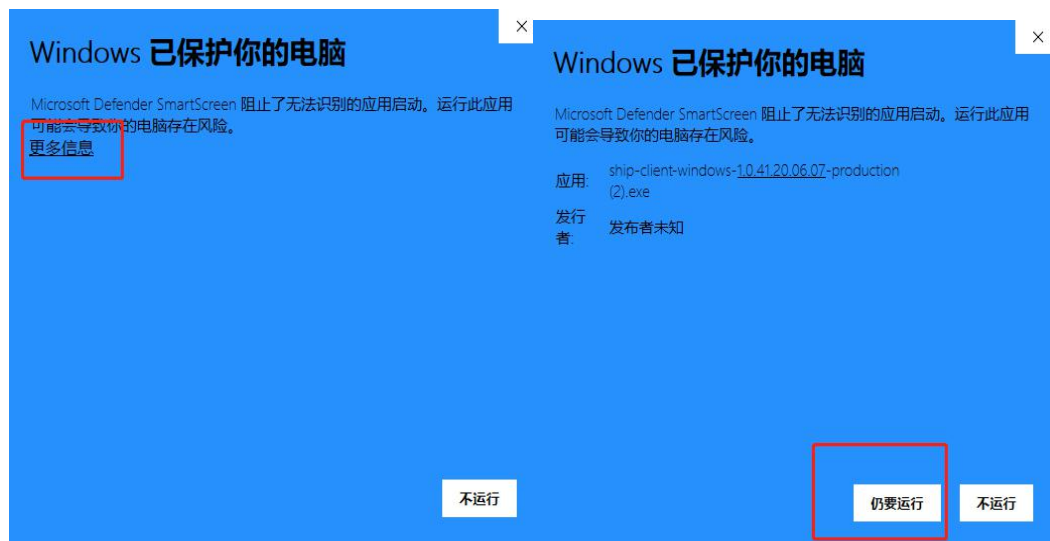 Windows 已保护你的电脑
Microsoft Defender SmartScreen 阻止了无法识别的应用启动。运行此应用
可能会导致你的电脑存在风险。
更多信息
不运行
Windows 已保护你的电脑
Microsoft Defender SmartScreen 阻止了无法识别的应用启动。运行此应用
可能会导致你的电脑存在风险。
应用: ship-client-windows-1.0.41.20.06.07-production
(2).exe
发行
者: 发布者未知
仍要运行 不运行